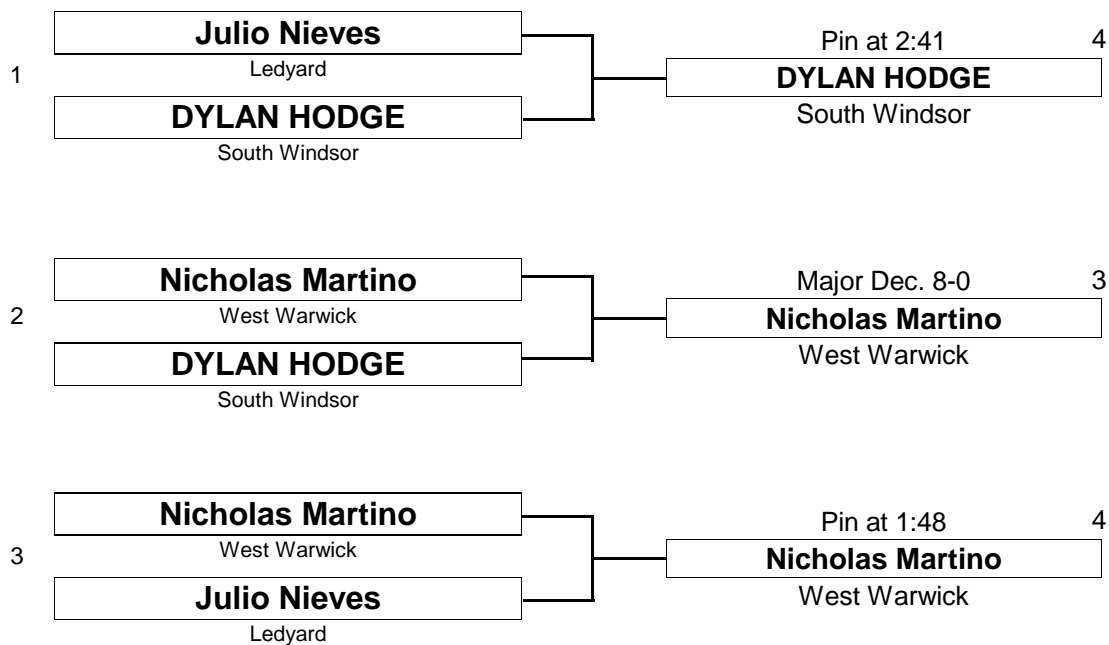 Julio Nieves
Ledyard
1
DYLAN HODGE
South Windsor
Pin at 2:41 4
DYLAN HODGE
South Windsor
Nicholas Martino
West Warwick
2
DYLAN HODGE
South Windsor
Major Dec. 8-0 3
Nicholas Martino
West Warwick
Nicholas Martino
West Warwick
3
Julio Nieves
Ledyard
Pin at 1:48 4
Nicholas Martino
West Warwick